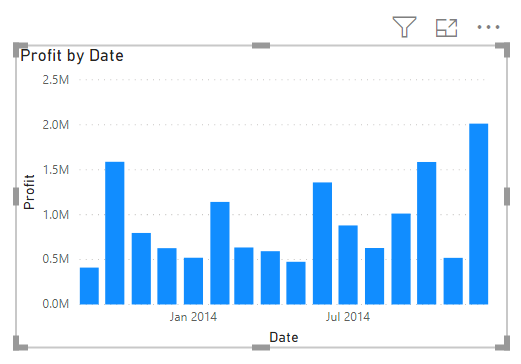 Profit by Date
2.5M
2.0M
1.5M
1.0M
0.5M
0.0M
Profit
Jan 2014
Jul 2014
Date